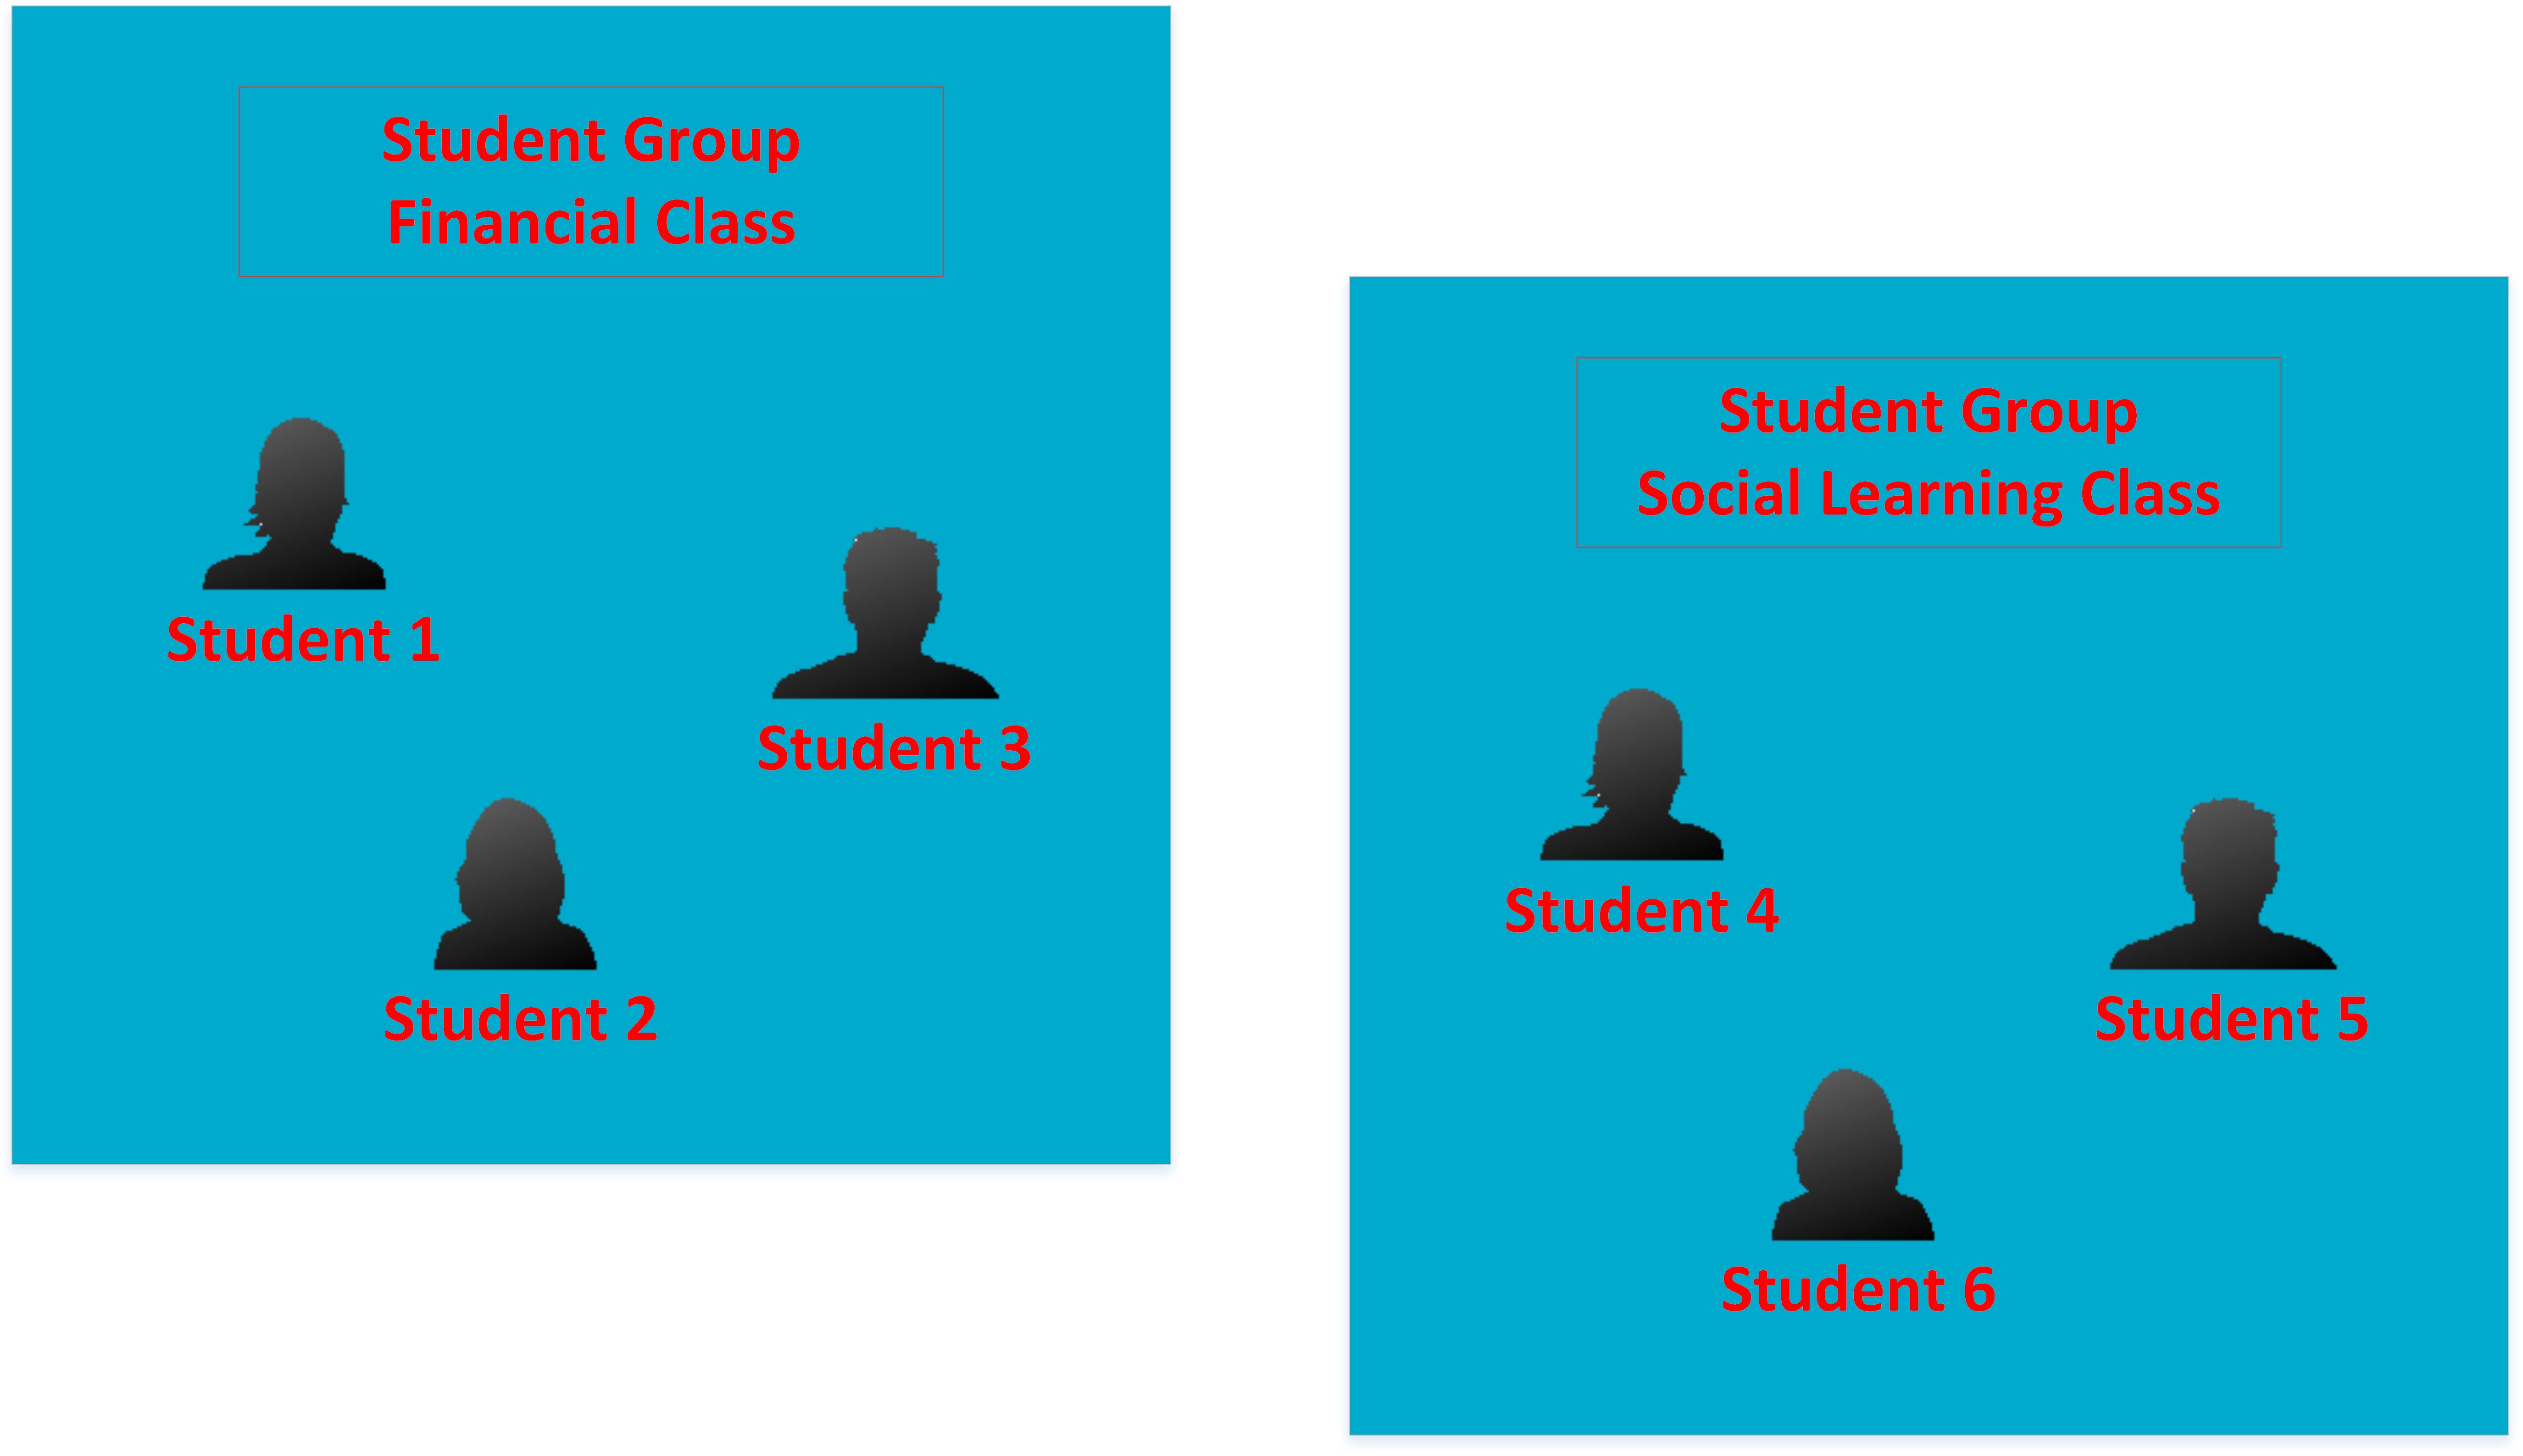 Student Group
Financial Class
Student 1
Student 3
Student 2
Student Group
Social Learning Class
Student 4
Student 5
Student 6